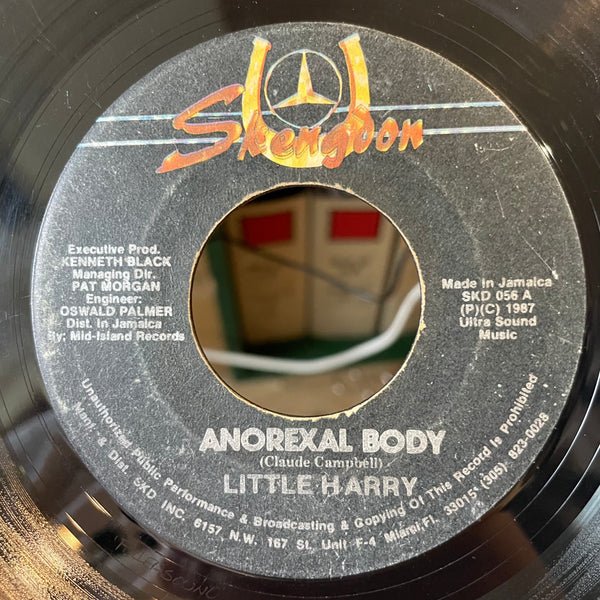 Skengdon
Executive Prod.
KENNETH BLACK
Managing Dir.
PAT MORGAN
Engineer:
OSWALD PALMER
Dist. In Jamaica
By: Mid-Island Records
Made In Jamaica
SKD 056 A
(P)(C) 1987
Ultra Sound
Music
ANOREXAL BODY
(Claude Campbell)
LITTLE HARRY
Unauthorized Public Performance & Broadcasting & Copying Of This Record Is Prohibited
Manf. & Dist. SKD INC. 6157 N.W. 167 St, Unit F-4 Miami Fl. 33015 (305) 823-0028